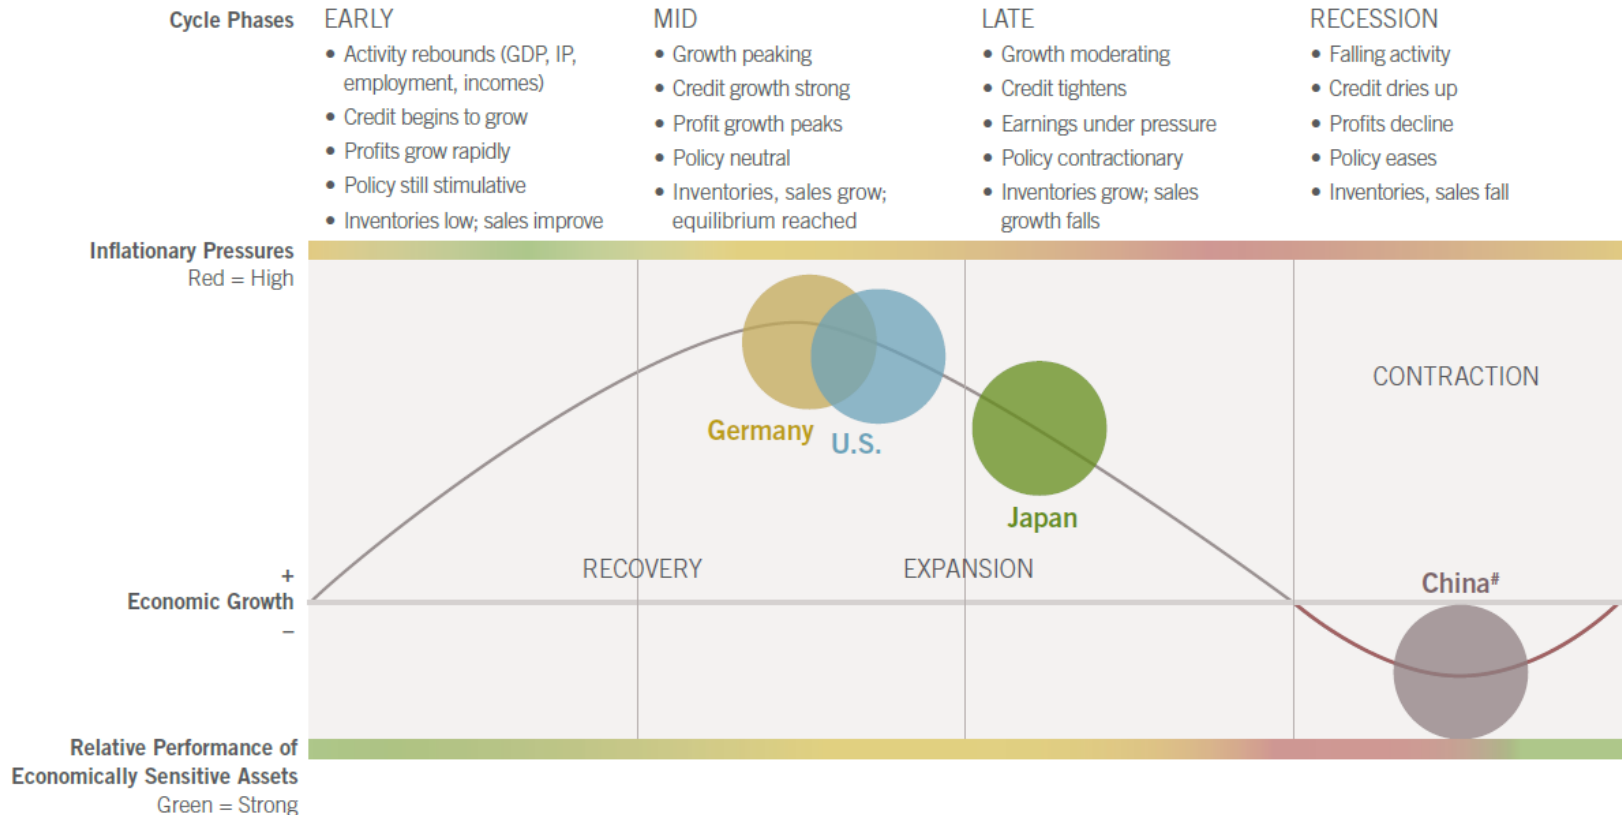 Cycle Phases
EARLY
• Activity rebounds (GDP, IP,
employment, incomes)
• Credit begins to grow
• Profits grow rapidly
• Policy still stimulative
• Inventories low; sales improve
MID
• Growth peaking
• Credit growth strong
• Profit growth peaks
• Policy neutral
• Inventories, sales grow;
equilibrium reached
LATE
• Growth moderating
• Credit tightens
• Earnings under pressure
• Policy contractionary
• Inventories grow; sales
growth falls
RECESSION
• Falling activity
• Credit dries up
• Profits decline
• Policy eases
• Inventories, sales fall
Inflationary Pressures
Red = High
CONTRACTION
Germany
U.S.
Japan
RECOVERY
EXPANSION
China#
+
Economic Growth
–
Relative Performance of
Economically Sensitive Assets
Green = Strong